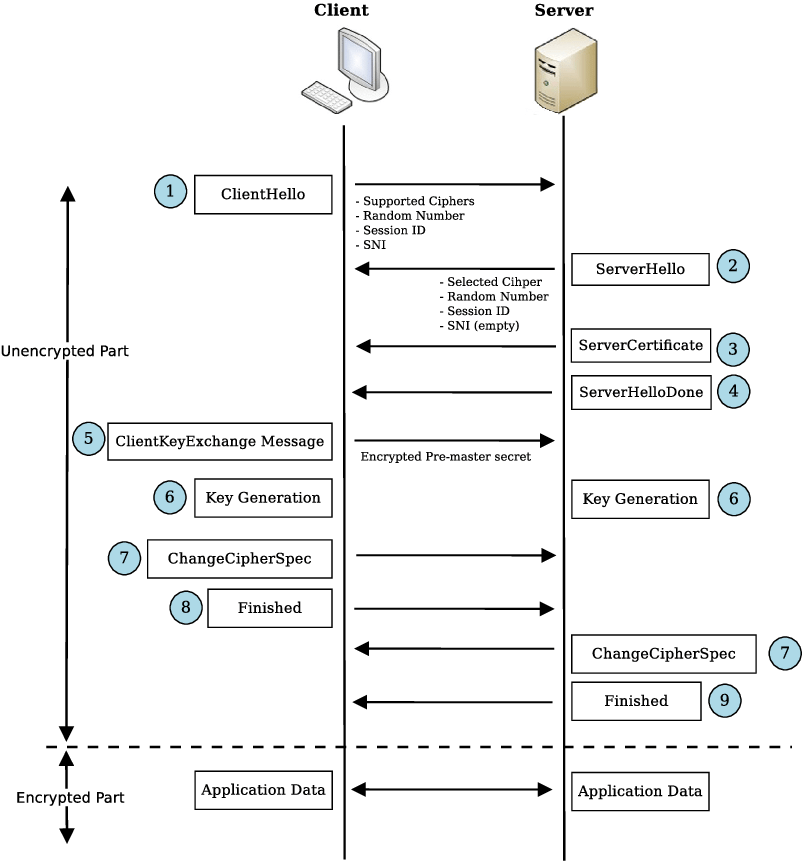 Client
Server
1
ClientHello
- Supported Ciphers
- Random Number
- Session ID
- SNI
ServerHello
2
- Selected Cihper
- Random Number
- Session ID
- SNI (empty)
Unencrypted Part
ServerCertificate
3
ServerHelloDone
4
5
ClientKeyExchange Message
Encrypted Pre-master secret
6
Key Generation
Key Generation
6
7
ChangeCipherSpec
8
Finished
ChangeCipherSpec
7
Finished
9
Encrypted Part
Application Data
Application Data